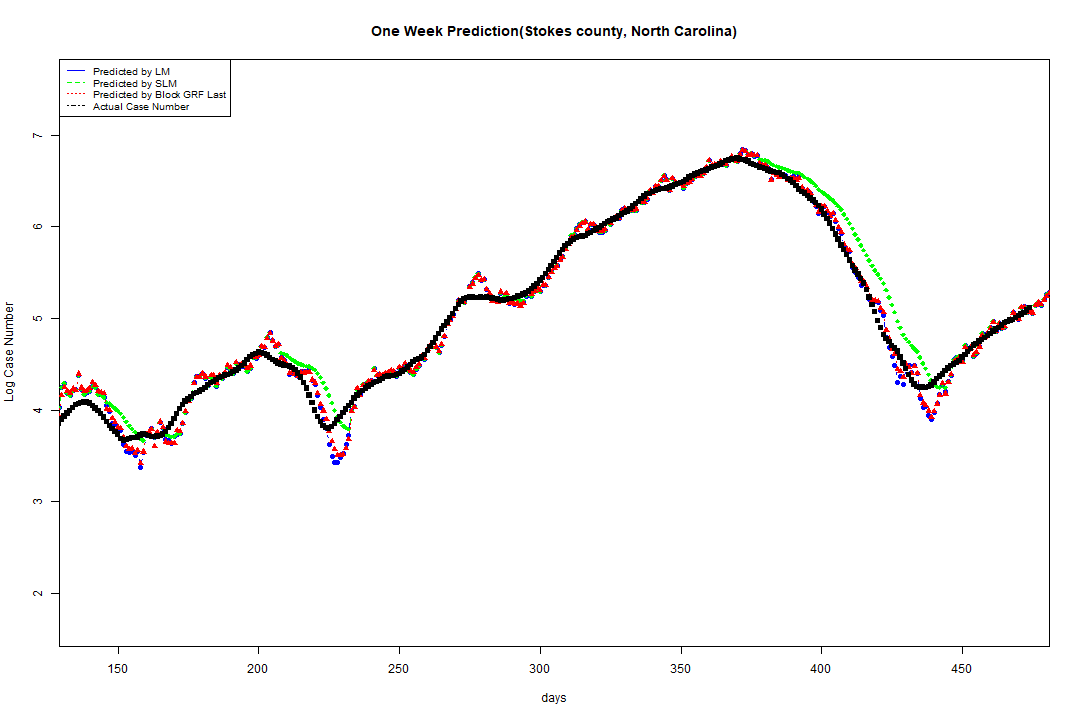 One Week Prediction(Stokes county, North Carolina)
Predicted by LM
Predicted by SLM
Predicted by Block GRF Last
Actual Case Number
Log Case Number
7
6
5
4
3
2
150 200 250 300 350 400 450
days